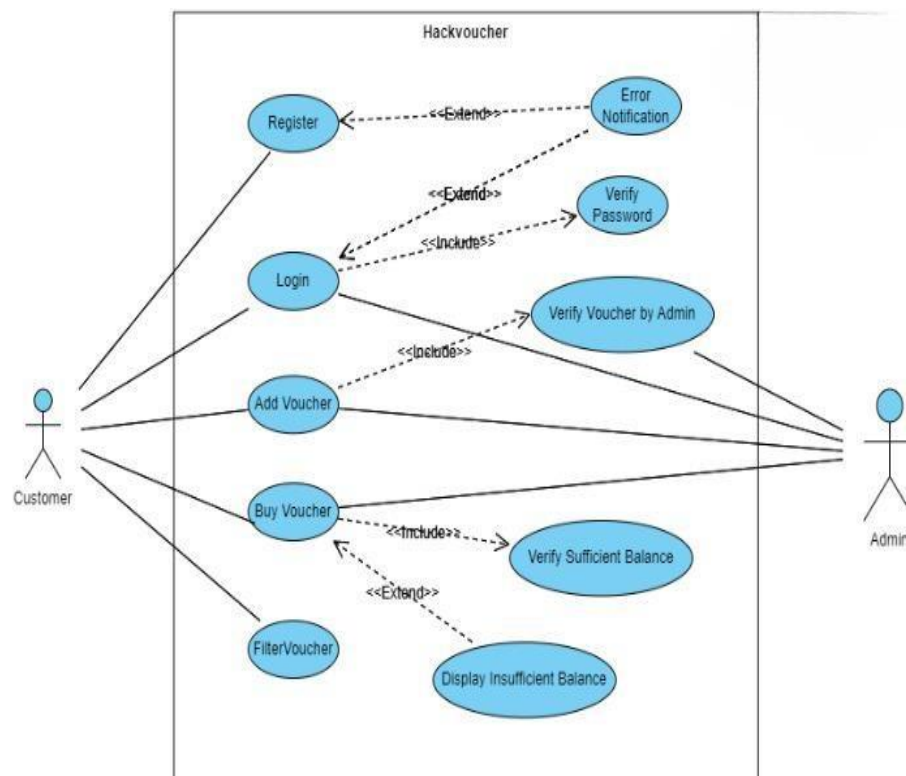 Hackvoucher
Register
<<Extend>>
Error
Notification
<<Extend>>
Verify
Password
<<Include>>
Login
Verify Voucher by Admin
<<Include>>
Add Voucher
Customer
Buy Voucher
<<Include>>
Verify Sufficient Balance
Admin
<<Extend>>
FilterVoucher
Display Insufficient Balance